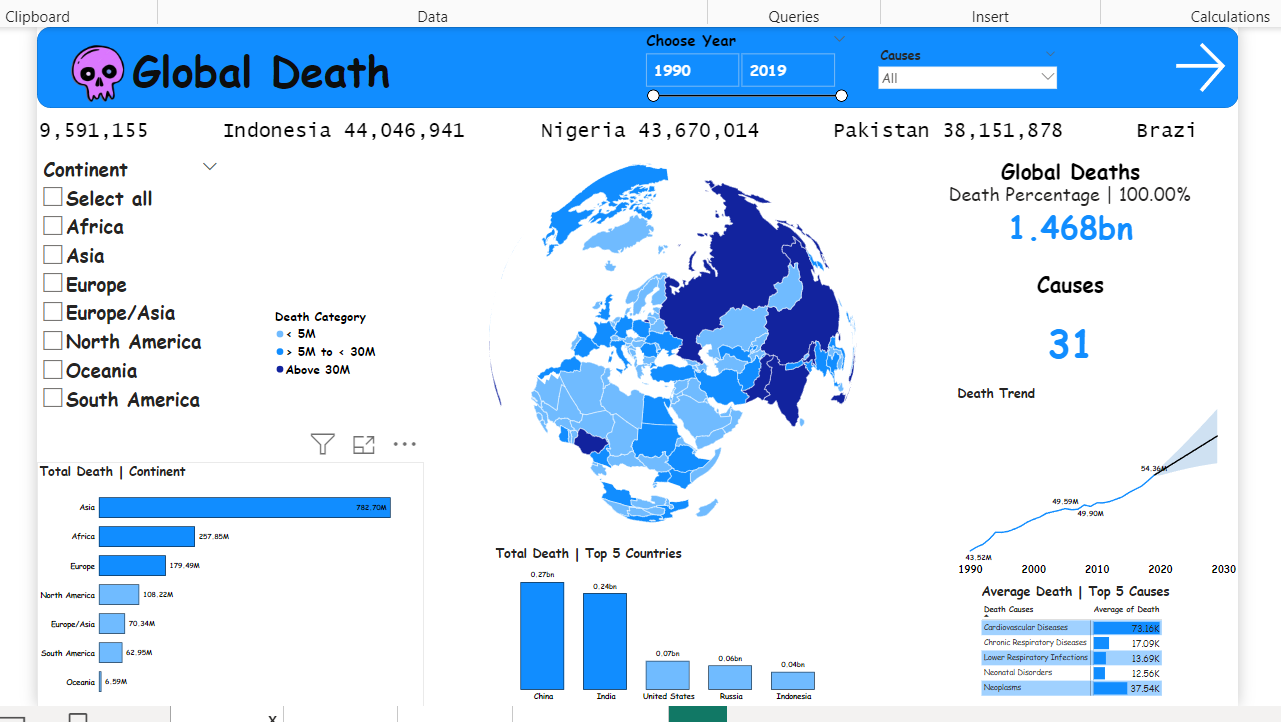 Clipboard
Data
Queries
Insert
Calculations
Global Death
Choose Year
1990
2019
Causes
All
9,591,155
Indonesia 44,046,941
Nigeria 43,670,014
Pakistan 38,151,878
Brazi
Continent
Select all
Africa
Asia
Europe
Europe/Asia
North America
Oceania
South America
Death Category
< 5M
> 5M to < 30M
Above 30M
Global Deaths
Death Percentage | 100.00%
1.468bn
Causes
31
Total Death | Continent
Asia 782.70M
Africa 257.85M
Europe 179.49M
North America 108.22M
Europe/Asia 70.34M
South America 62.95M
Oceania 6.59M
Total Death | Top 5 Countries
0.27bn
0.24bn
0.07bn
0.06bn
0.04bn
China
India
United States
Russia
Indonesia
Death Trend
54.36M
49.59M
49.90M
43.52M
1990
2000
2010
2020
2030
Average Death | Top 5 Causes
Death Causes
Average of Death
Cardiovascular Diseases 73.16K
Chronic Respiratory Diseases 17.09K
Lower Respiratory Infections 13.69K
Neonatal Disorders 12.56K
Neoplasms 37.54K
x